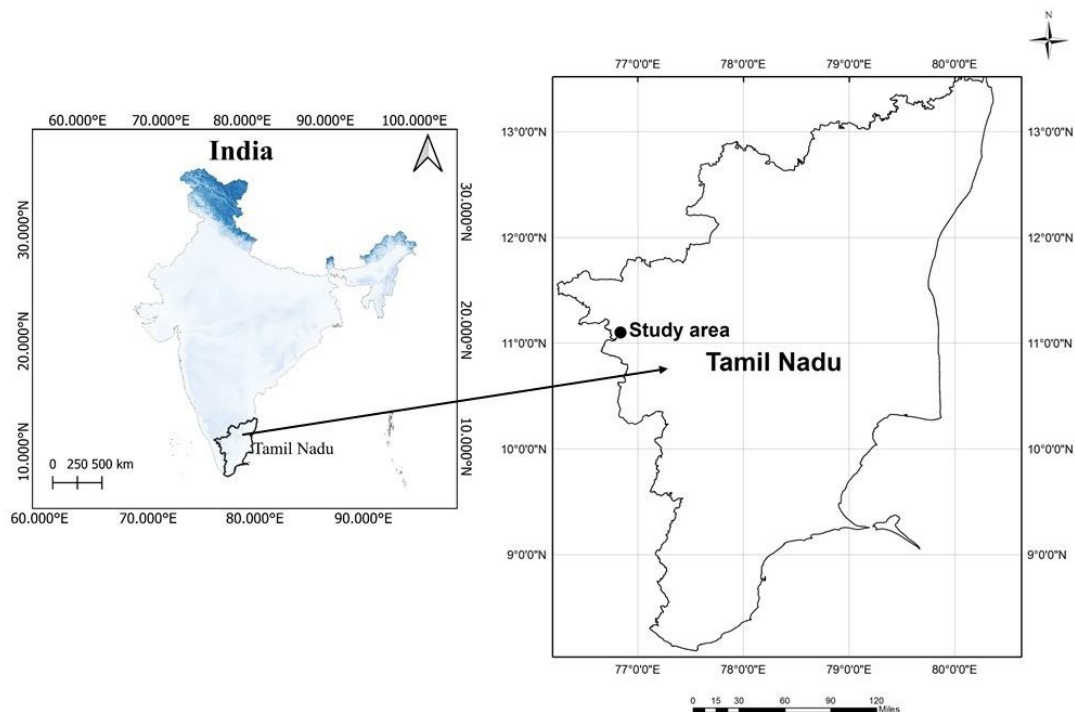 60.000°E 70.000°E 80.000°E 90.000°E 100.000°E
India
30.000°N
20.000°N
10.000°N
30.000°N
20.000°N
10.000°N
Tamil Nadu
0 250 500 km
60.000°E 70.000°E 80.000°E 90.000°E
N
77°0'0"E 78°0'0"E 79°0'0"E 80°0'0"E
13°0'0"N 13°0'0"N
12°0'0"N 12°0'0"N
Study area
11°0'0"N 11°0'0"N
Tamil Nadu
10°0'0"N 10°0'0"N
9°0'0"N 9°0'0"N
77°0'0"E 78°0'0"E 79°0'0"E 80°0'0"E
0 15 30 60 90 120
Miles